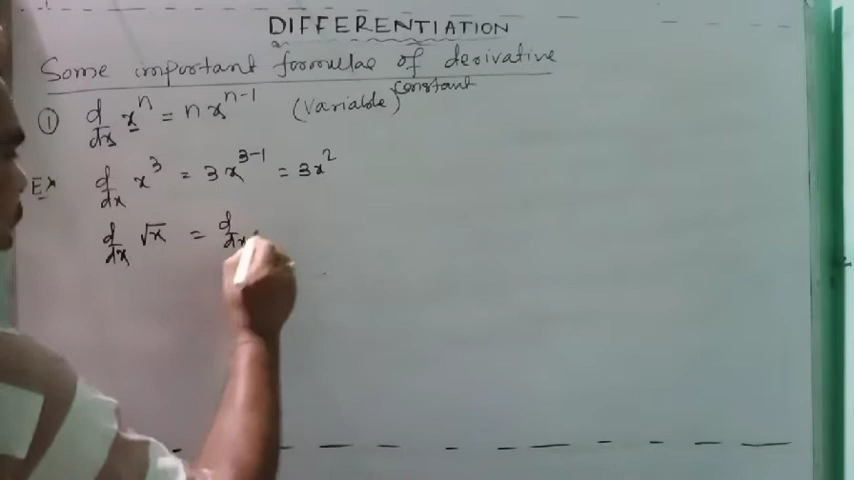 DIFFERENTIATION
Some important formulae of derivative
① d/dx x^n = n x^(n-1) (Variable)^constant
Ex d/dx x^3 = 3x^(3-1) = 3x^2
d/dx √x = d/dx